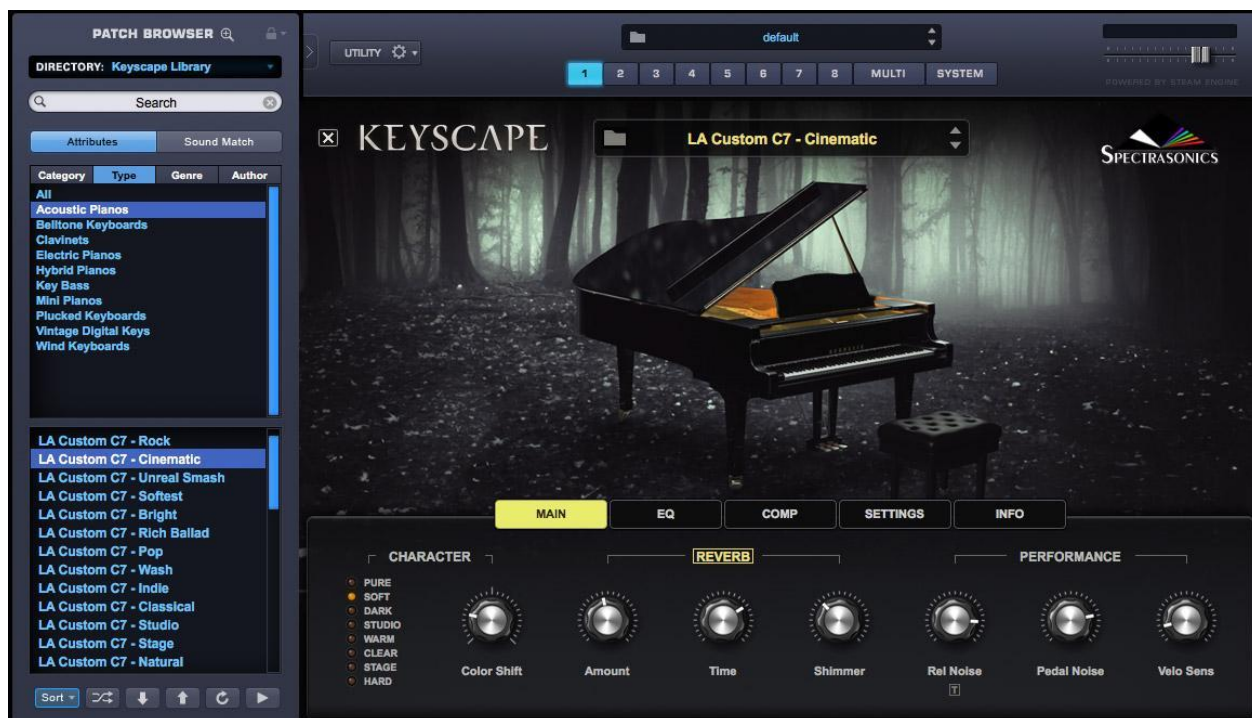 PATCH BROWSER
DIRECTORY: Keyscape Library
Search
Attributes
Sound Match
Category Type Genre Author
All
Acoustic Pianos
Belltone Keyboards
Clavinets
Electric Pianos
Hybrid Pianos
Key Bass
Mini Pianos
Plucked Keyboards
Vintage Digital Keys
Wind Keyboards
LA Custom C7 - Rock
LA Custom C7 - Cinematic
LA Custom C7 - Unreal Smash
LA Custom C7 - Softest
LA Custom C7 - Bright
LA Custom C7 - Rich Ballad
LA Custom C7 - Pop
LA Custom C7 - Wash
LA Custom C7 - Indie
LA Custom C7 - Classical
LA Custom C7 - Studio
LA Custom C7 - Stage
LA Custom C7 - Natural
Sort
UTILITY
default
1 2 3 4 5 6 7 8 MULTI SYSTEM
POWERED BY STEAM ENGINE
KEYSCAPE
LA Custom C7 - Cinematic
SPECTRASONICS
MAIN EQ COMP SETTINGS INFO
CHARACTER
PURE
SOFT
DARK
STUDIO
WARM
CLEAR
STAGE
HARD
Color Shift
REVERB
Amount Time Shimmer
PERFORMANCE
Rel Noise Pedal Noise Velo Sens
T